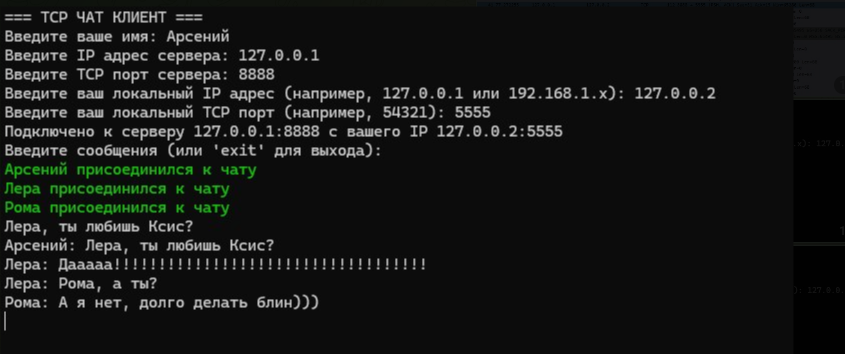 === TCP ЧАТ КЛИЕНТ ===
Введите ваше имя: Арсений
Введите IP адрес сервера: 127.0.0.1
Введите TCP порт сервера: 8888
Введите ваш локальный IP адрес (например, 127.0.0.1 или 192.168.1.x): 127.0.0.2
Введите ваш локальный TCP порт (например, 54321): 5555
Подключено к серверу 127.0.0.1:8888 с вашего IP 127.0.0.2:5555
Введите сообщения (или 'exit' для выхода):
Арсений присоединился к чату
Лера присоединился к чату
Рома присоединился к чату
Лера, ты любишь Ксис?
Арсений: Лера, ты любишь Ксис?
Лера: Дааааа!!!!!!!!!!!!!!!!!!!!!!!!!!!!!!!!!!!
Лера: Рома, а ты?
Рома: А я нет, долго делать блин)))